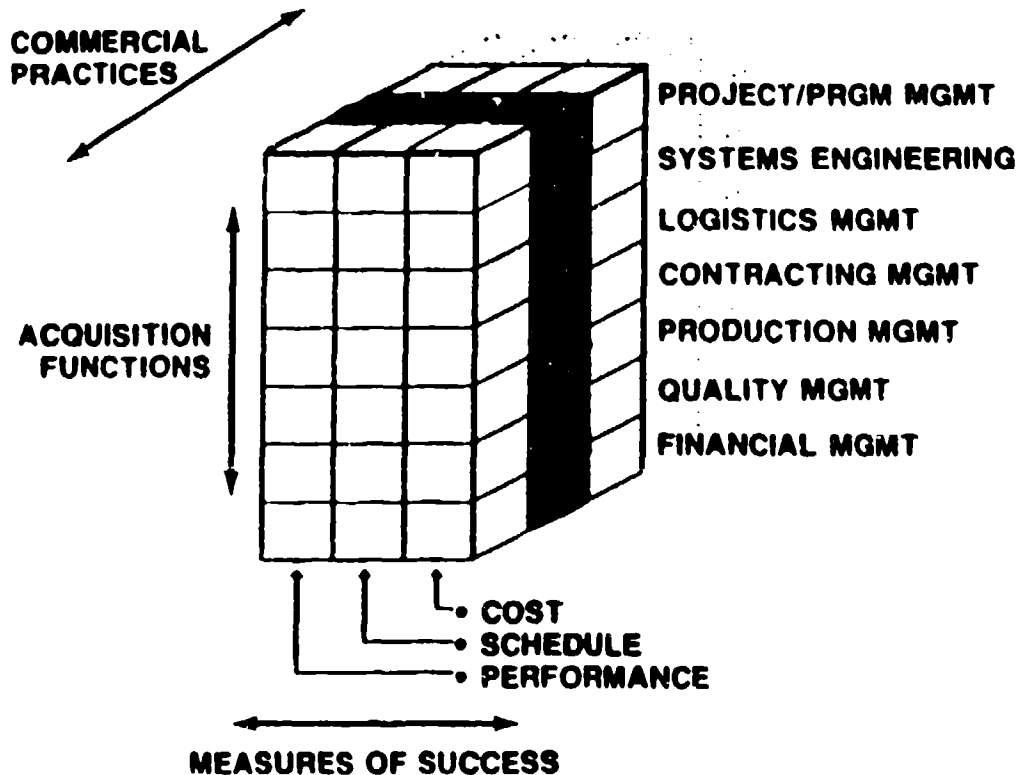 COMMERCIAL
PRACTICES
PROJECT/PRGM MGMT
SYSTEMS ENGINEERING
LOGISTICS MGMT
CONTRACTING MGMT
PRODUCTION MGMT
QUALITY MGMT
FINANCIAL MGMT
ACQUISITION
FUNCTIONS
• COST
• SCHEDULE
• PERFORMANCE
MEASURES OF SUCCESS